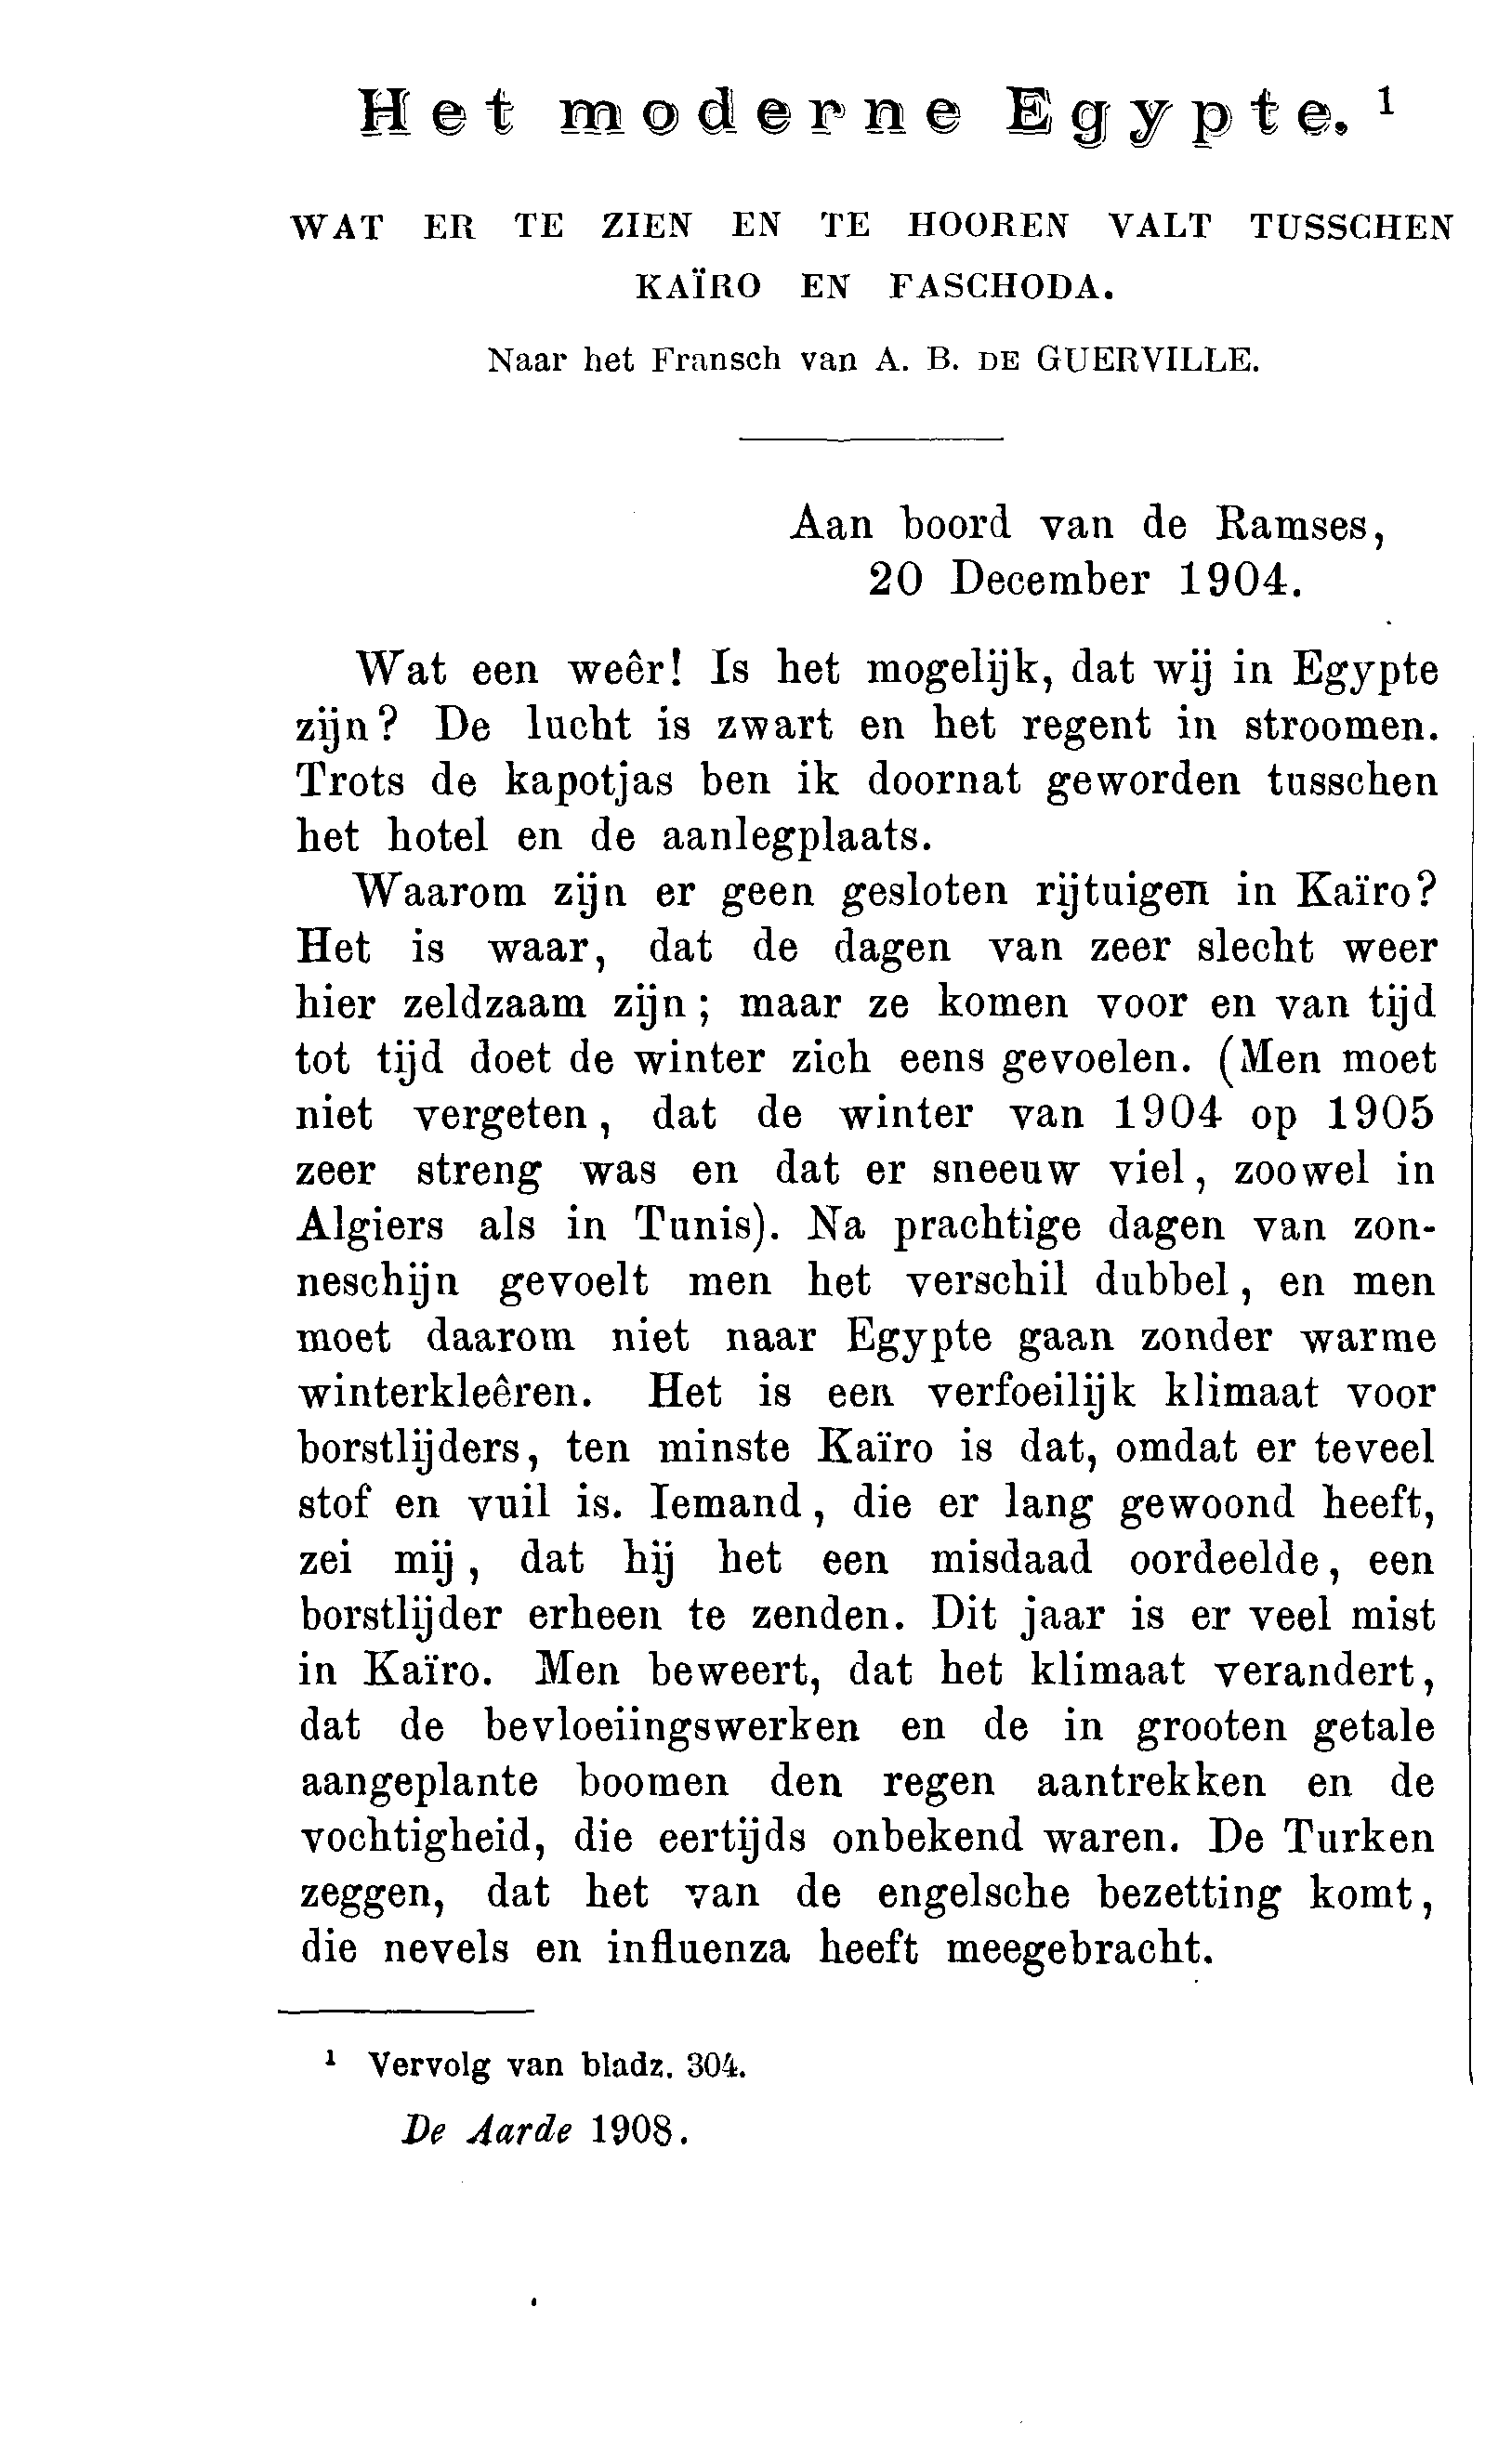 Het moderne Egypte. ¹
WAT ER TE ZIEN EN TE HOOREN VALT TUSSCHEN
KAÏRO EN FASCHODA.
Naar het Fransch van A. B. DE GUERVILLE.
Aan boord van de Ramses,
20 December 1904.
Wat een weêr! Is het mogelijk, dat wij in Egypte
zijn? De lucht is zwart en het regent in stroomen.
Trots de kapotjas ben ik doornat geworden tusschen
het hotel en de aanlegplaats.
Waarom zijn er geen gesloten rijtuigen in Kaïro?
Het is waar, dat de dagen van zeer slecht weer
hier zeldzaam zijn; maar ze komen voor en van tijd
tot tijd doet de winter zich eens gevoelen. (Men moet
niet vergeten, dat de winter van 1904 op 1905
zeer streng was en dat er sneeuw viel, zoowel in
Algiers als in Tunis). Na prachtige dagen van zon-
neschijn gevoelt men het verschil dubbel, en men
moet daarom niet naar Egypte gaan zonder warme
winterkleêren. Het is een verfoeilijk klimaat voor
borstlijders, ten minste Kaïro is dat, omdat er teveel
stof en vuil is. Iemand, die er lang gewoond heeft,
zei mij, dat hij het een misdaad oordeelde, een
borstlijder erheen te zenden. Dit jaar is er veel mist
in Kaïro. Men beweert, dat het klimaat verandert,
dat de bevloeiingswerken en de in grooten getale
aangeplante boomen den regen aantrekken en de
vochtigheid, die eertijds onbekend waren. De Turken
zeggen, dat het van de engelsche bezetting komt,
die nevels en influenza heeft meegebracht.
¹ Vervolg van bladz. 304.
De Aarde 1908.